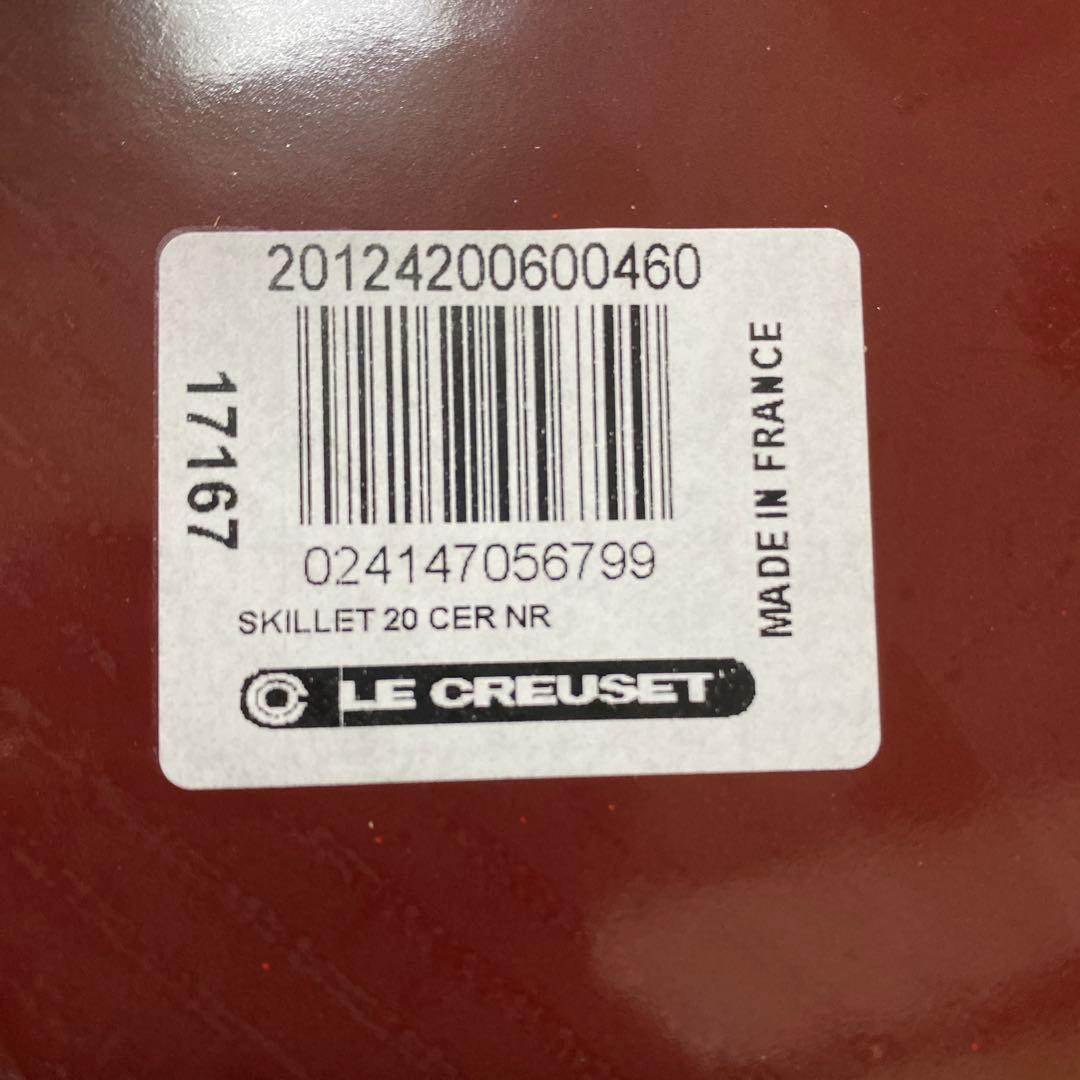 20124200600460
17167
024147056799
SKILLET 20 CER NR
LE CREUSET
MADE IN FRANCE